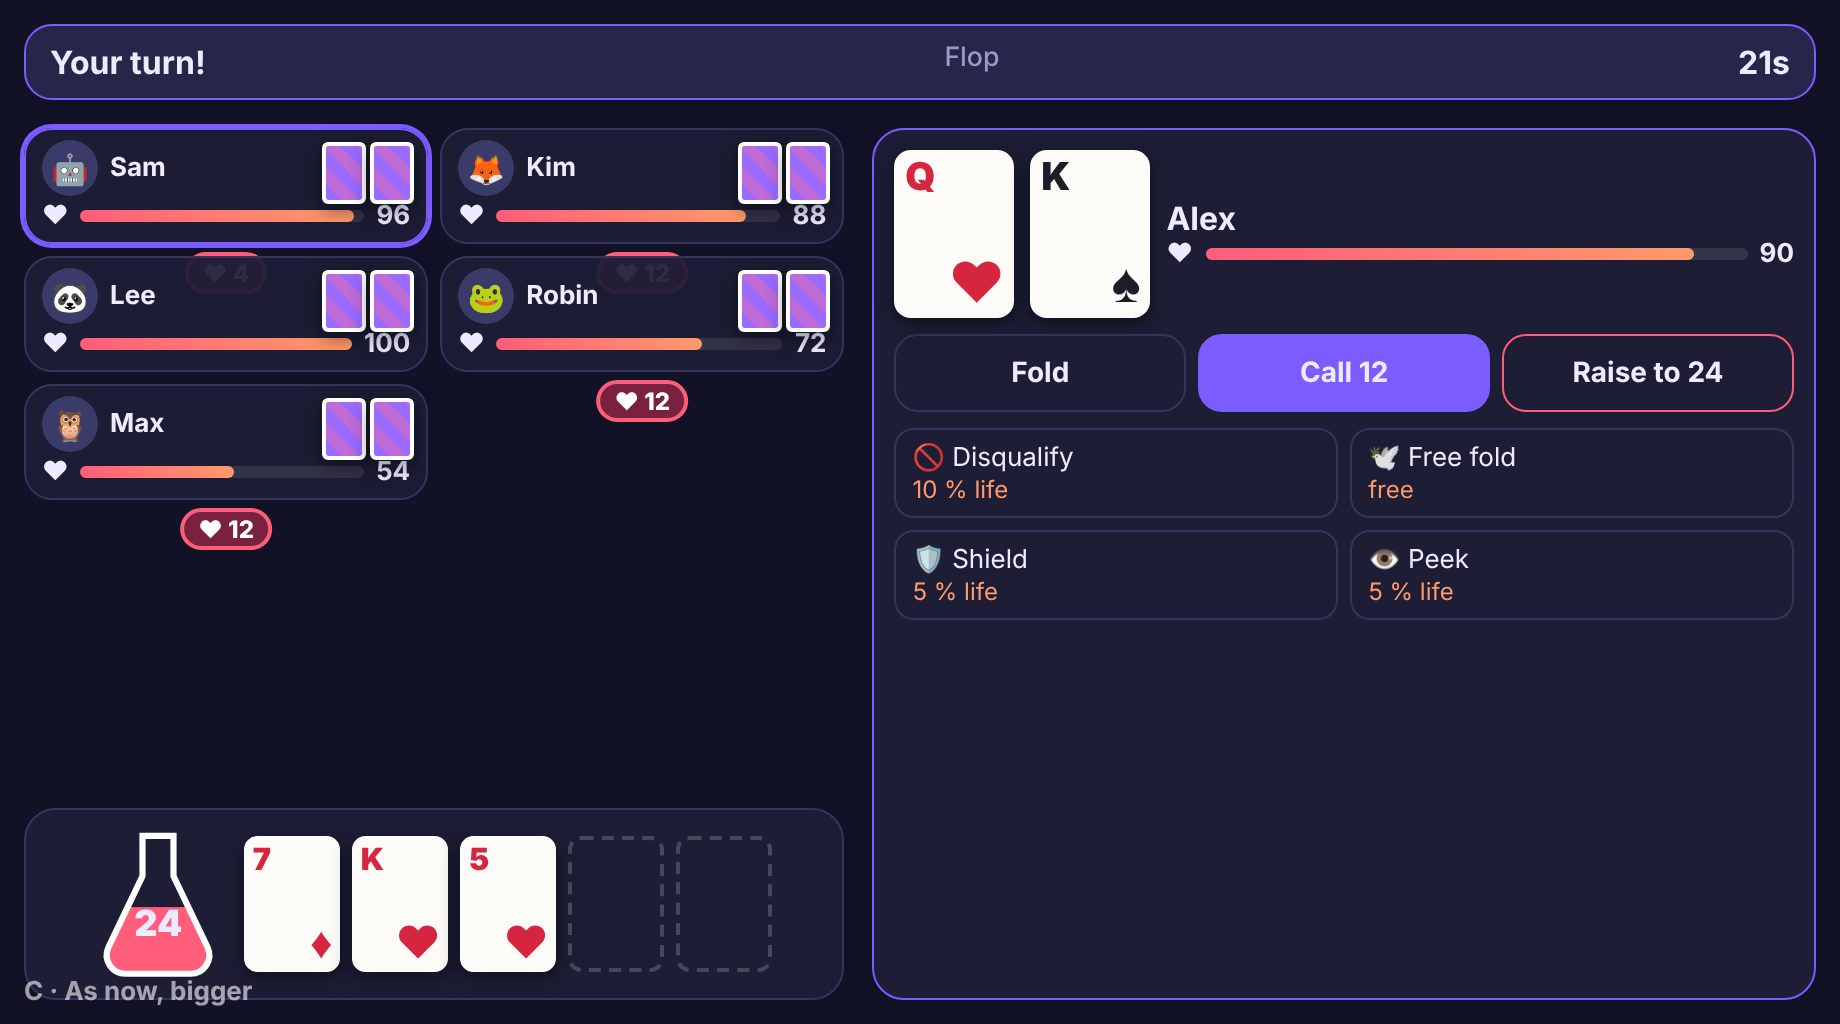 Your turn!
Flop
21s
Sam
96
4
Kim
88
12
Lee
100
Robin
72
12
Max
54
12
Q
K
Alex
90
Fold
Call 12
Raise to 24
Disqualify
10 % life
Free fold
free
Shield
5 % life
Peek
5 % life
24
7
K
5
C · As now, bigger